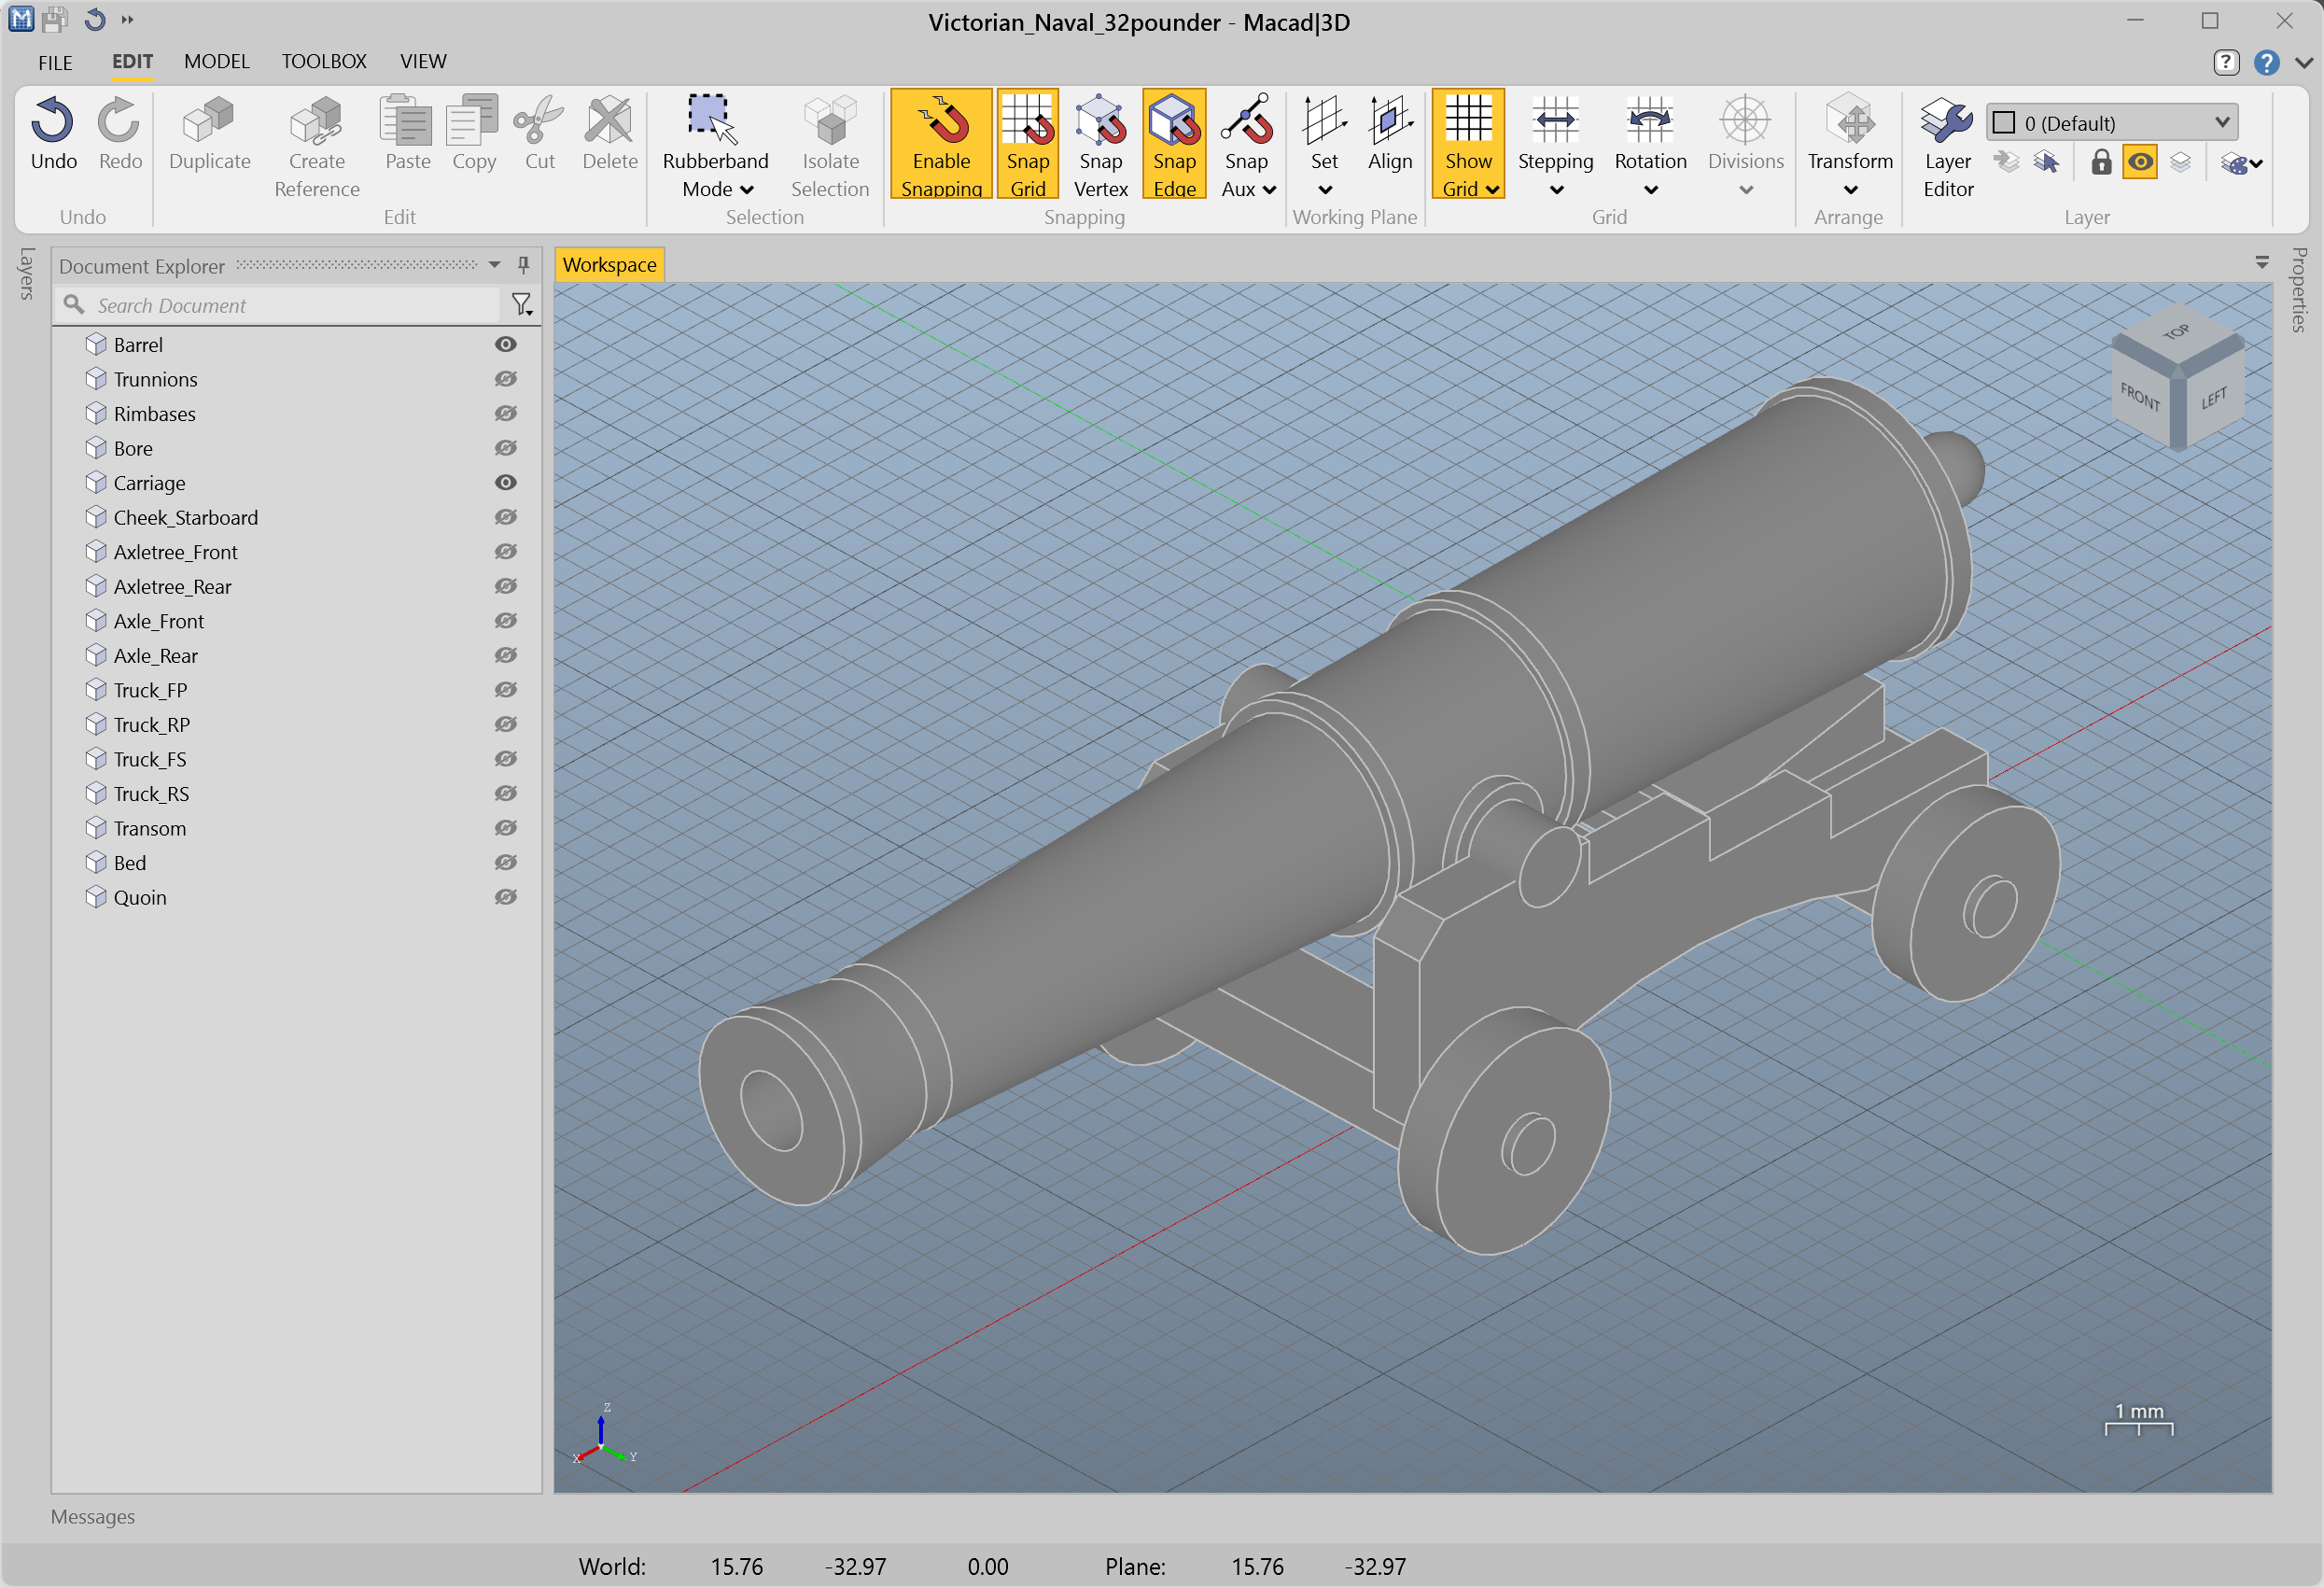 Victorian_Naval_32pounder - Macad|3D
FILE EDIT MODEL TOOLBOX VIEW
Undo Redo Duplicate Create Reference Paste Copy Cut Delete
Rubberband Mode Isolate Selection
Enable Snapping Snap Grid Snap Vertex Snap Edge Snap Aux
Set Align Show Grid Stepping Rotation Divisions Transform Layer Editor 0 (Default)
Undo Edit Selection Snapping Working Plane Grid Arrange Layer
Layers
Document Explorer
Search Document
Barrel
Trunnions
Rimbases
Bore
Carriage
Cheek_Starboard
Axletree_Front
Axletree_Rear
Axle_Front
Axle_Rear
Truck_FP
Truck_RP
Truck_FS
Truck_RS
Transom
Bed
Quoin
Workspace
Properties
TOP
FRONT
LEFT
Z
X
Y
1 mm
Messages
World: 15.76 -32.97 0.00 Plane: 15.76 -32.97